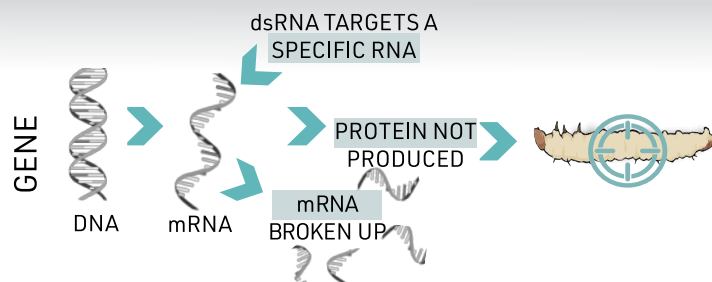 dsRNA TARGETS A
SPECIFIC RNA
GENE
PROTEIN NOT
PRODUCED
mRNA
BROKEN UP
DNA
mRNA